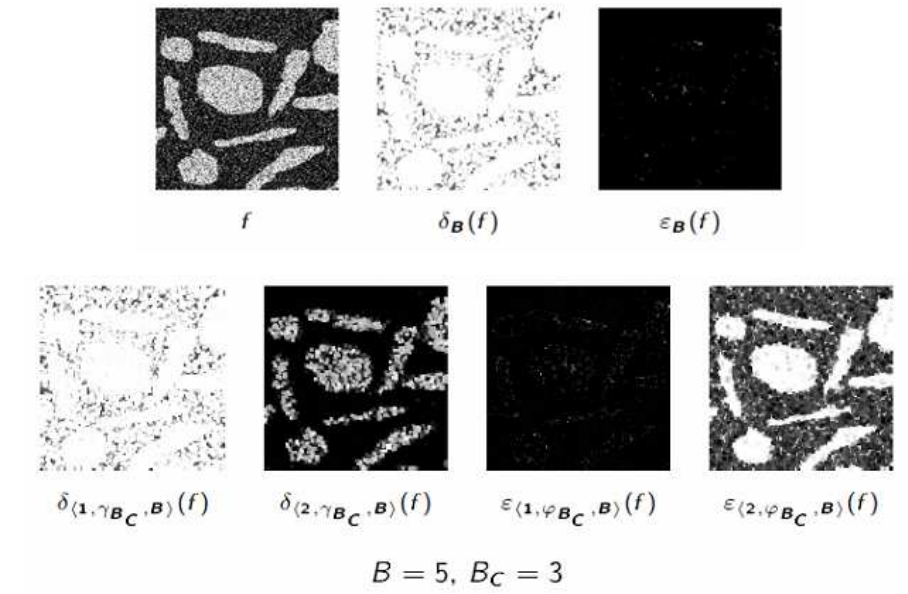 f δ_B(f) ε_B(f)
δ_⟨1,γ_{B_C},B⟩(f) δ_⟨2,γ_{B_C},B⟩(f) ε_⟨1,φ_{B_C},B⟩(f) ε_⟨2,φ_{B_C},B⟩(f)
B = 5, B_C = 3